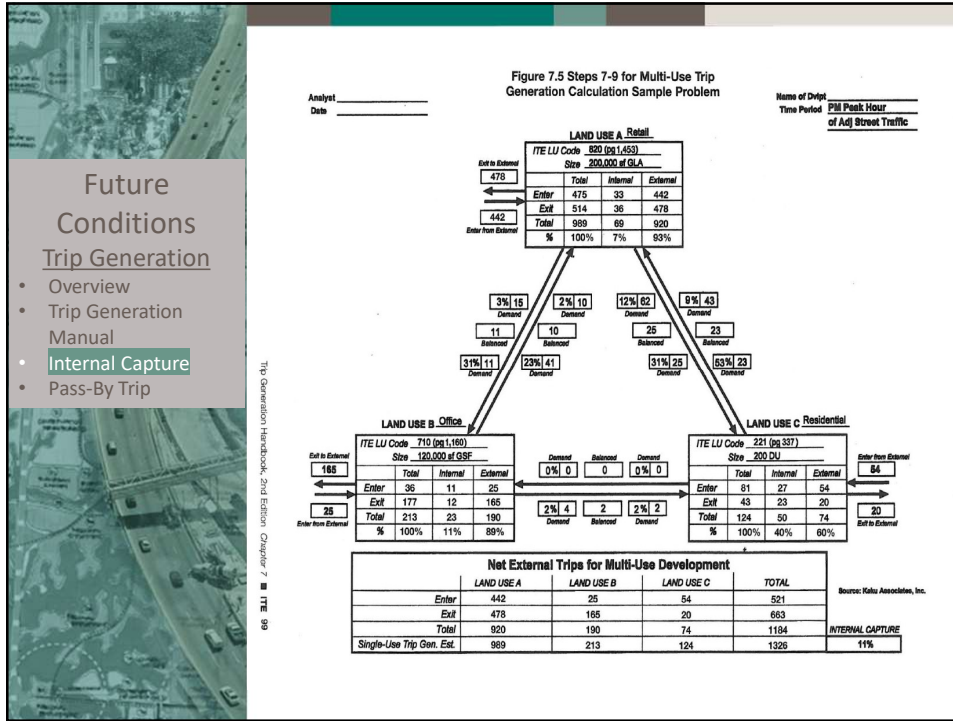 Future
Conditions
Trip Generation
• Overview
• Trip Generation
Manual
• Internal Capture
• Pass-By Trip
Trip Generation Handbook, 2nd Edition Chapter 7 ■ ITE 99
Figure 7.5 Steps 7-9 for Multi-Use Trip
Generation Calculation Sample Problem
Analyst
Date
Name of Dvlpt
Time Period PM Peak Hour
of Adj Street Traffic
LAND USE A Retail
ITE LU Code 820 (pg 1,453)
Size 200,000 sf GLA
Total Internal External
Enter 475 33 442
Exit 514 36 478
Total 989 69 920
% 100% 7% 93%
Exit to External
478
442
Enter from External
3% 15 2% 10 12% 62 9% 43
Demand Demand Demand Demand
11 10 25 23
Balanced Balanced Balanced Balanced
31% 11 23% 41 31% 25 53% 23
Demand Demand Demand Demand
LAND USE B Office
ITE LU Code 710 (pg 1,160)
Size 120,000 sf GSF
Total Internal External
Enter 36 11 25
Exit 177 12 165
Total 213 23 190
% 100% 11% 89%
Exit to External
165
25
Enter from External
Demand Balanced Demand
0% 0 0 0% 0
2% 4 2 2% 2
Demand Balanced Demand
LAND USE C Residential
ITE LU Code 221 (pg 337)
Size 200 DU
Total Internal External
Enter 81 27 54
Exit 43 23 20
Total 124 50 74
% 100% 40% 60%
Enter from External
54
20
Exit to External
Net External Trips for Multi-Use Development
LAND USE A LAND USE B LAND USE C TOTAL
Enter 442 25 54 521
Exit 478 165 20 663
Total 920 190 74 1184
Single-Use Trip Gen. Est. 989 213 124 1326
Source: Kaku Associates, Inc.
INTERNAL CAPTURE
11%